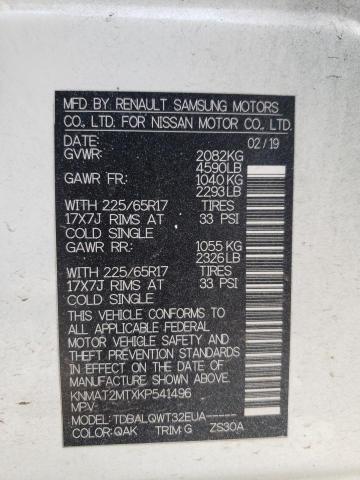 MFD BY RENAULT SAMSUNG MOTORS
CO., LTD. FOR NISSAN MOTOR CO., LTD.
DATE: 02/19
GVWR: 2082KG
4590LB
GAWR FR: 1040 KG
2293LB
WITH 225/65R17 TIRES
17X7J RIMS AT 33 PSI
COLD SINGLE
GAWR RR: 1055 KG
2326 LB
WITH 225/65R17 TIRES
17X7J RIMS AT 33 PSI
COLD SINGLE
THIS VEHICLE CONFORMS TO
ALL APPLICABLE FEDERAL
MOTOR VEHICLE SAFETY AND
THEFT PREVENTION STANDARDS
IN EFFECT ON THE DATE OF
MANUFACTURE SHOWN ABOVE.
KNMAT2MTXKP541496
MPV
MODEL: TDBALQWT32EUA-----
COLOR: QAK TRIM: G ZS30A